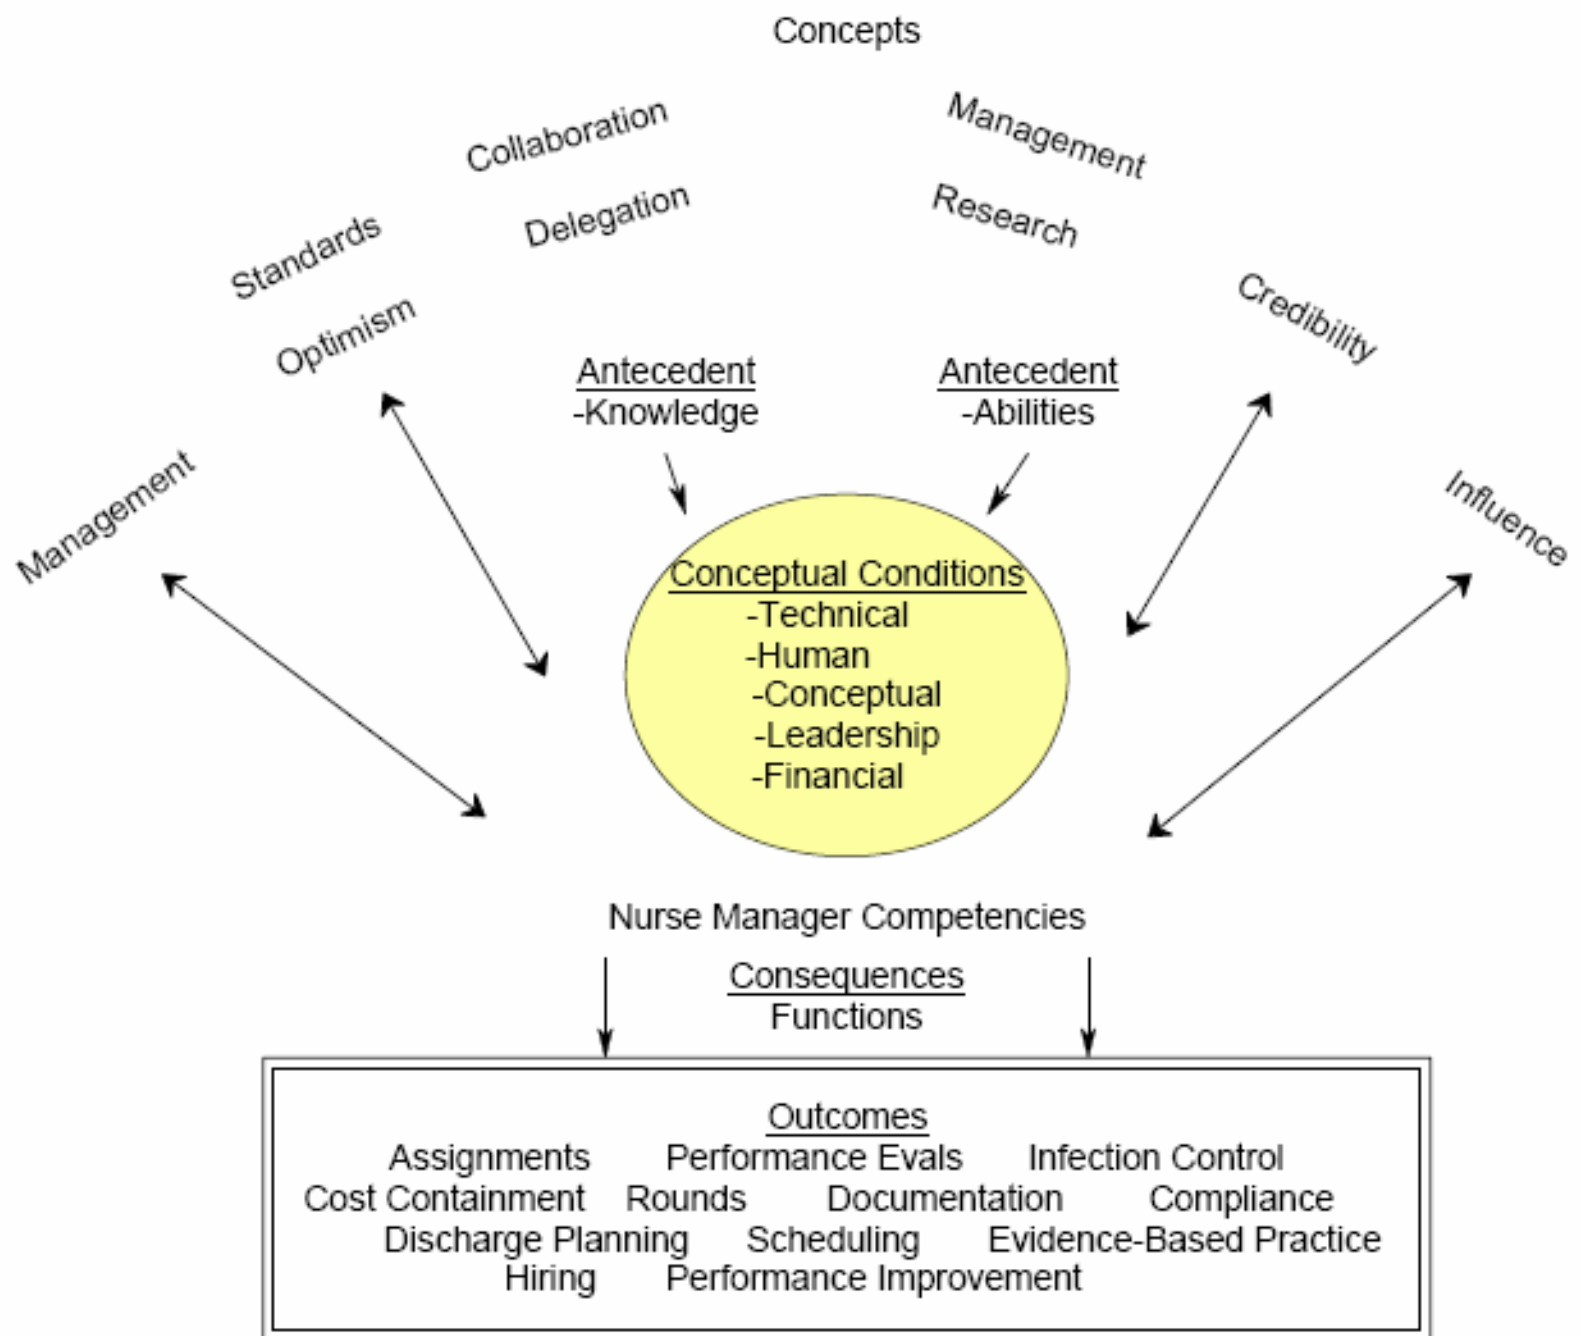 Concepts
Collaboration
Management
Delegation
Research
Standards
Optimism
Credibility
Management
Influence
Antecedent
-Knowledge
Antecedent
-Abilities
Conceptual Conditions
-Technical
-Human
-Conceptual
-Leadership
-Financial
Nurse Manager Competencies
Consequences
Functions
Outcomes
Assignments Performance Evals Infection Control
Cost Containment Rounds Documentation Compliance
Discharge Planning Scheduling Evidence-Based Practice
Hiring Performance Improvement